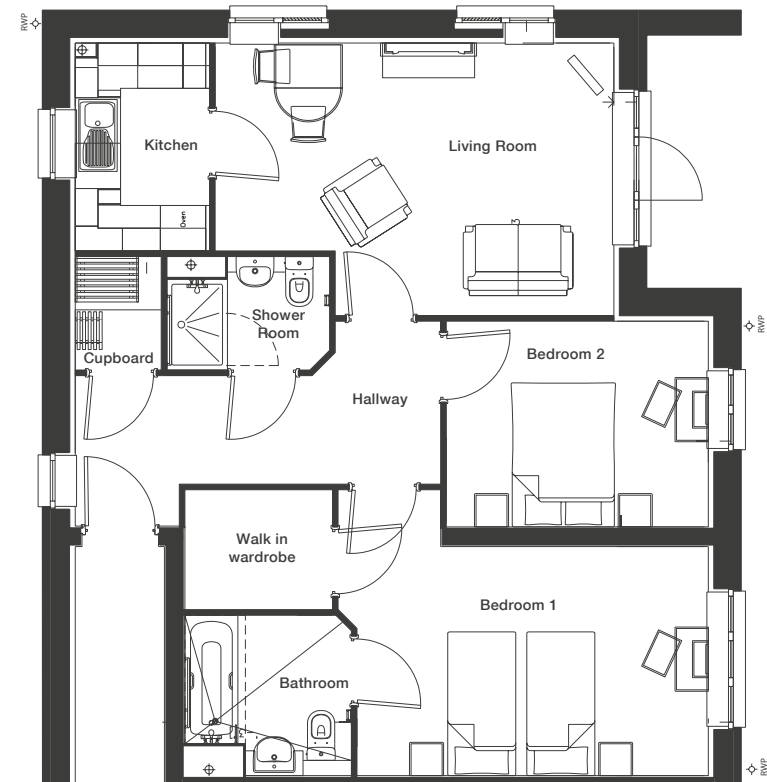 RWP
Kitchen
Living Room
Oven
3
Shower
Room
RWP
Cupboard
Bedroom 2
Hallway
Walk in
wardrobe
Bedroom 1
Bathroom
RWP